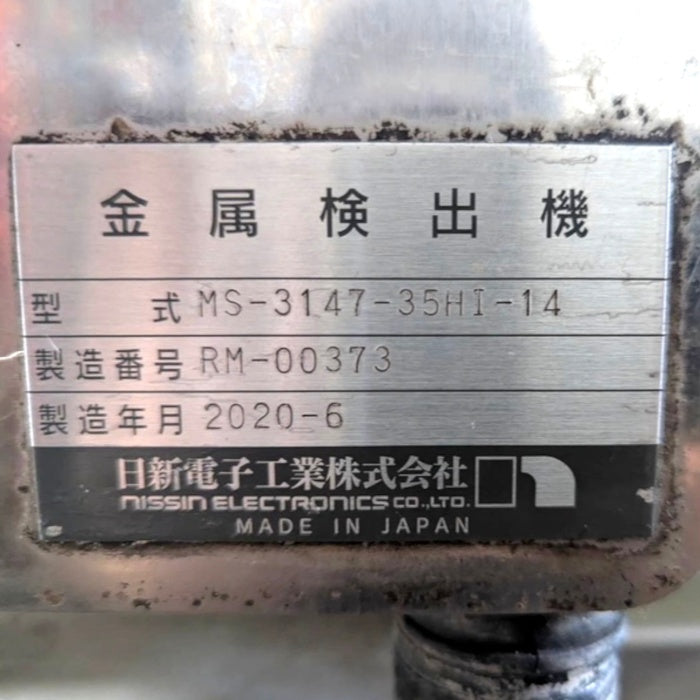 金属検出機
型式 MS-3147-35HI-14
製造番号 RM-00373
製造年月 2020-6
日新電子工業株式会社
NISSIN ELECTRONICS CO.,LTD.
MADE IN JAPAN